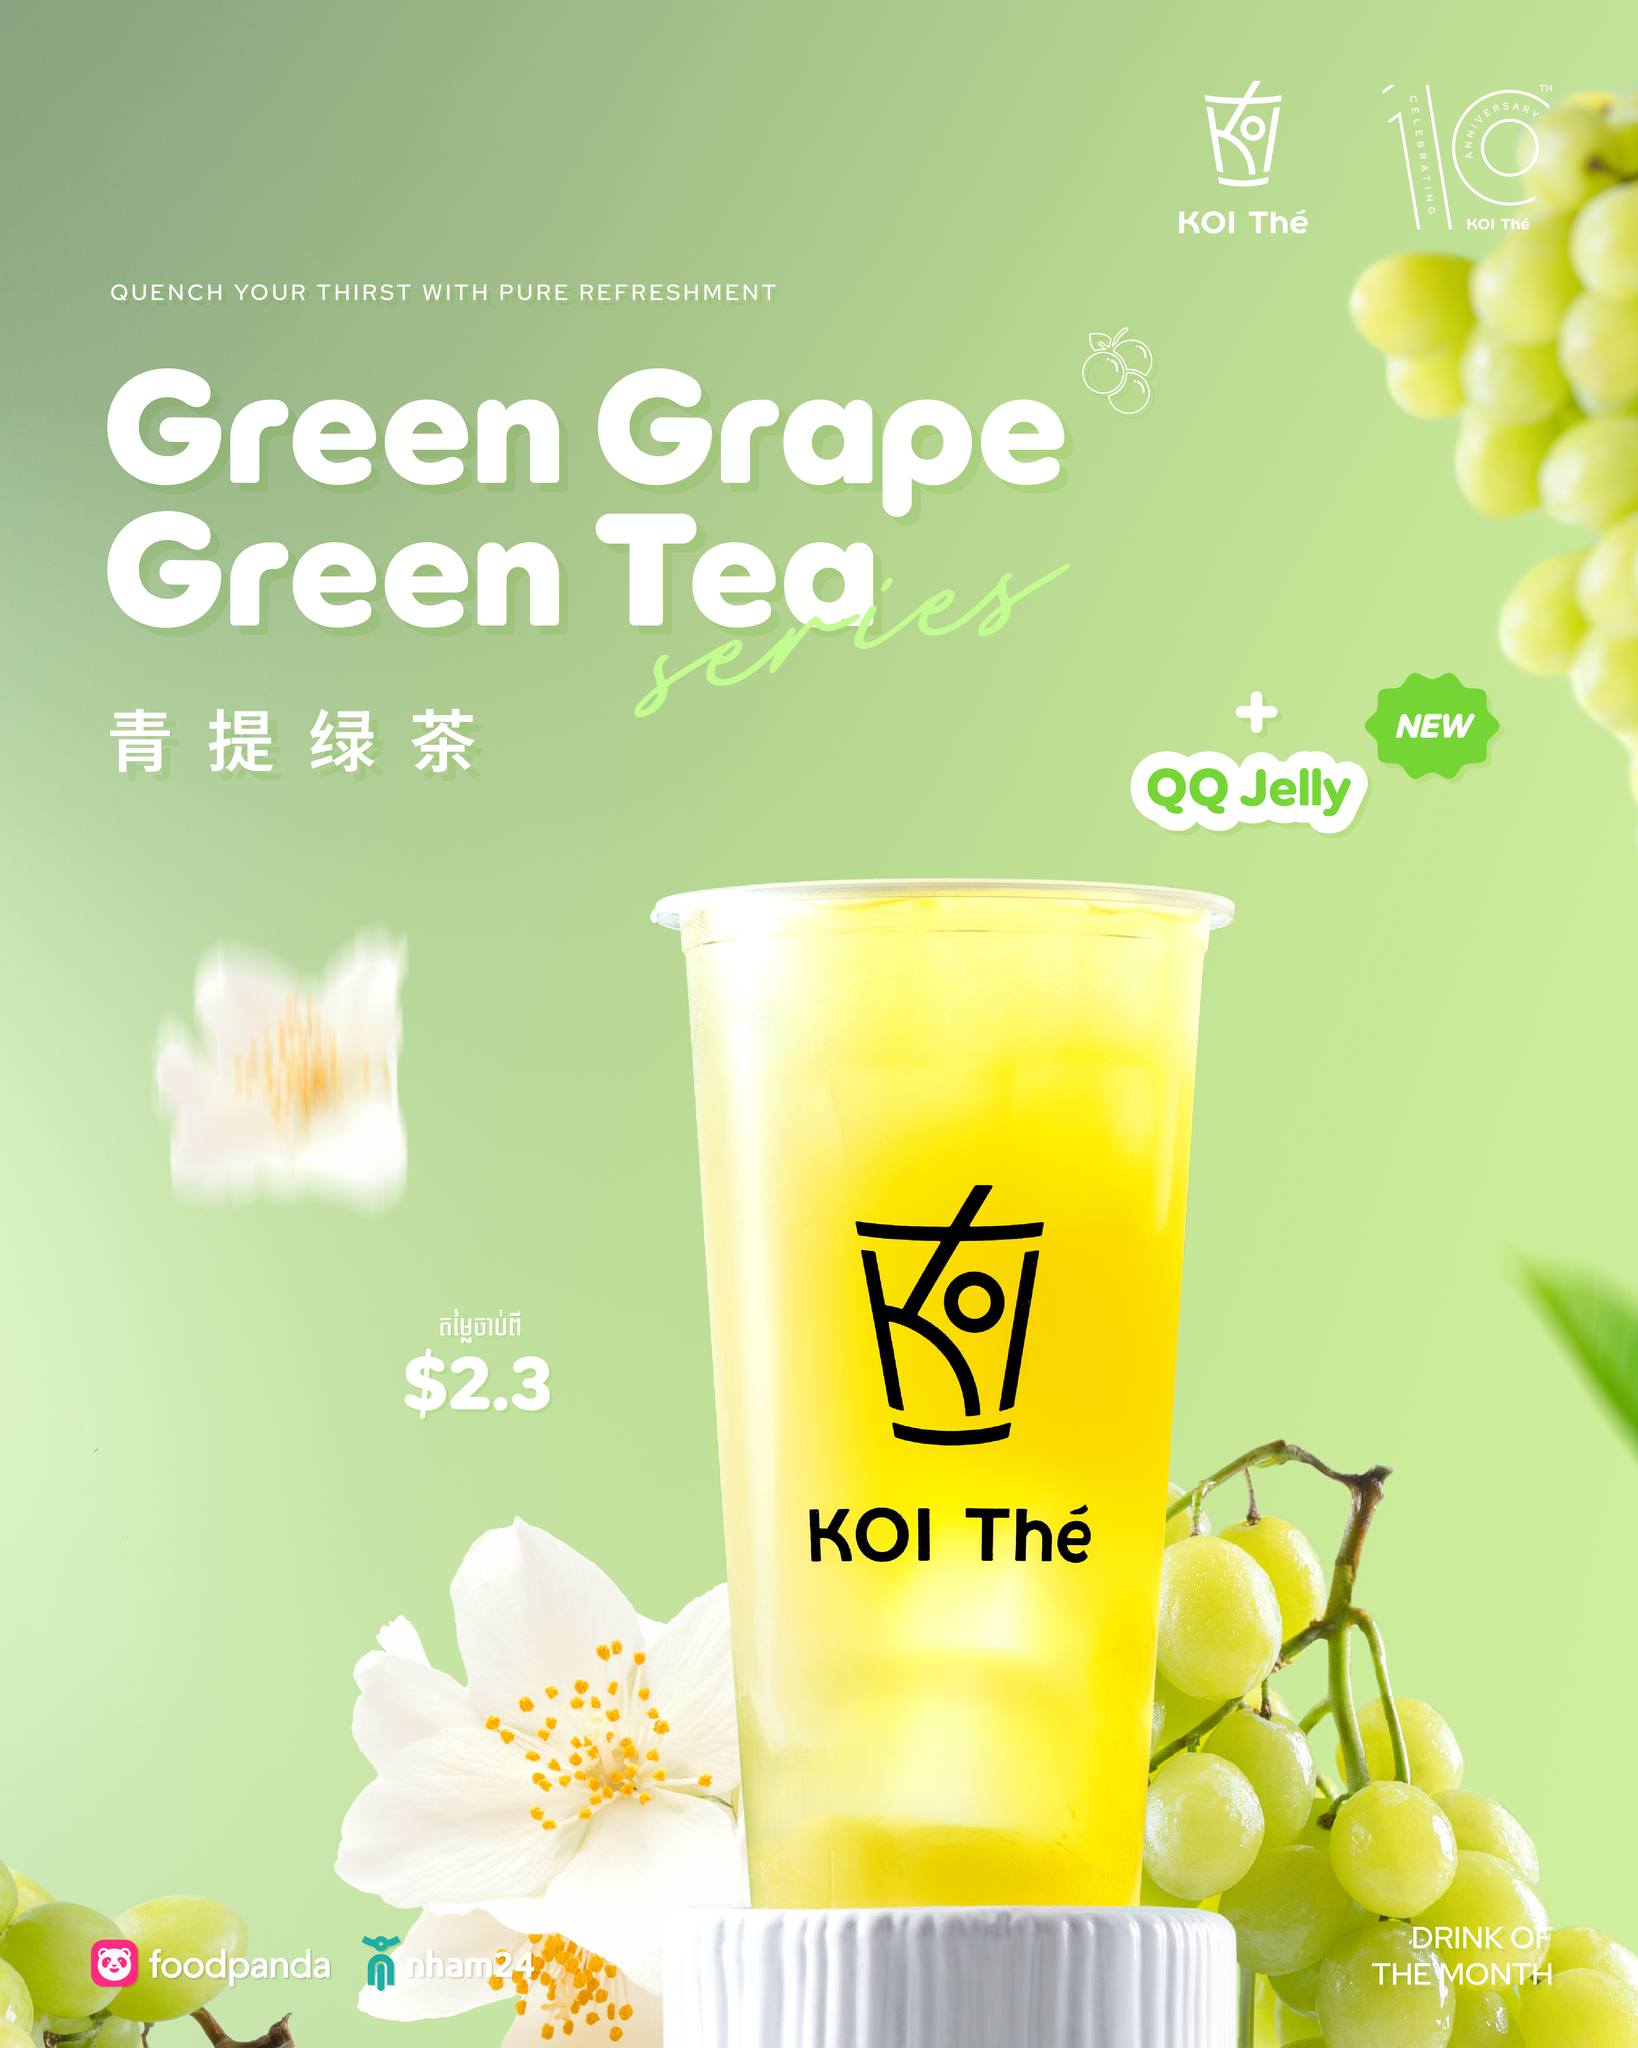 KOI Thé
CELEBRATING
10
TH
ANNIVERSARY
KOI Thé
QUENCH YOUR THIRST WITH PURE REFRESHMENT
Green Grape
Green Tea
series
青提绿茶
+
NEW
QQ Jelly
KOI
KOI Thé
តម្លៃចាប់ពី
$2.3
foodpanda
nham24
DRINK OF
THE MONTH